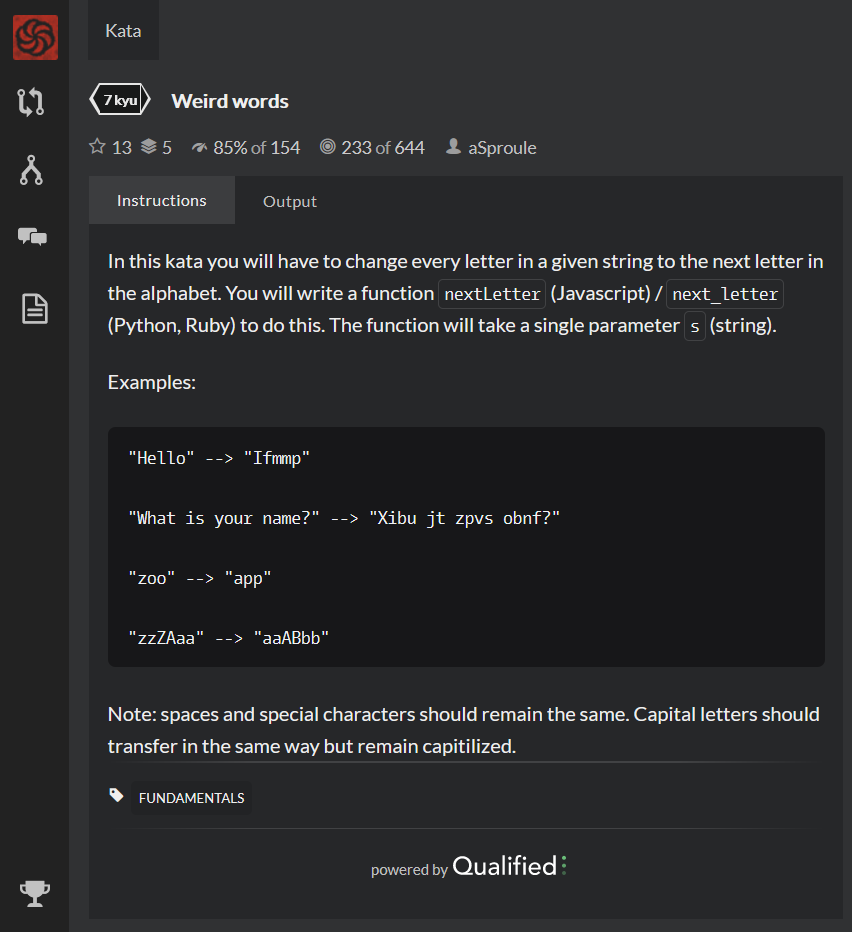 Kata
7 kyu Weird words
13 5 85% of 154 233 of 644 aSproule
Instructions Output
In this kata you will have to change every letter in a given string to the next letter in
the alphabet. You will write a function nextLetter (Javascript) / next_letter
(Python, Ruby) to do this. The function will take a single parameter s (string).
Examples:
"Hello" --> "Ifmmp"
"What is your name?" --> "Xibu jt zpvs obnf?"
"zoo" --> "app"
"zzZAaa" --> "aaABbb"
Note: spaces and special characters should remain the same. Capital letters should
transfer in the same way but remain capitilized.
FUNDAMENTALS
powered by Qualified